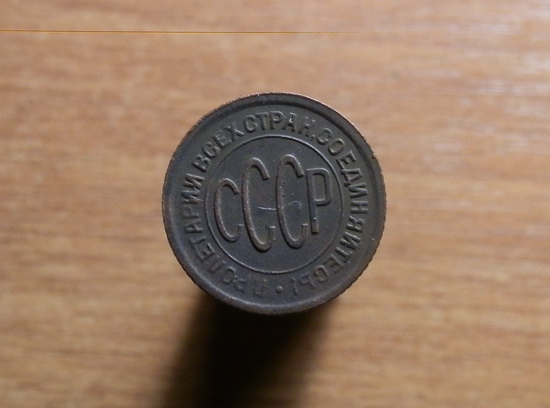 ПРОЛЕТАРИИ ВСЕХ СТРАН, СОЕДИНЯЙТЕСЬ!
СССР